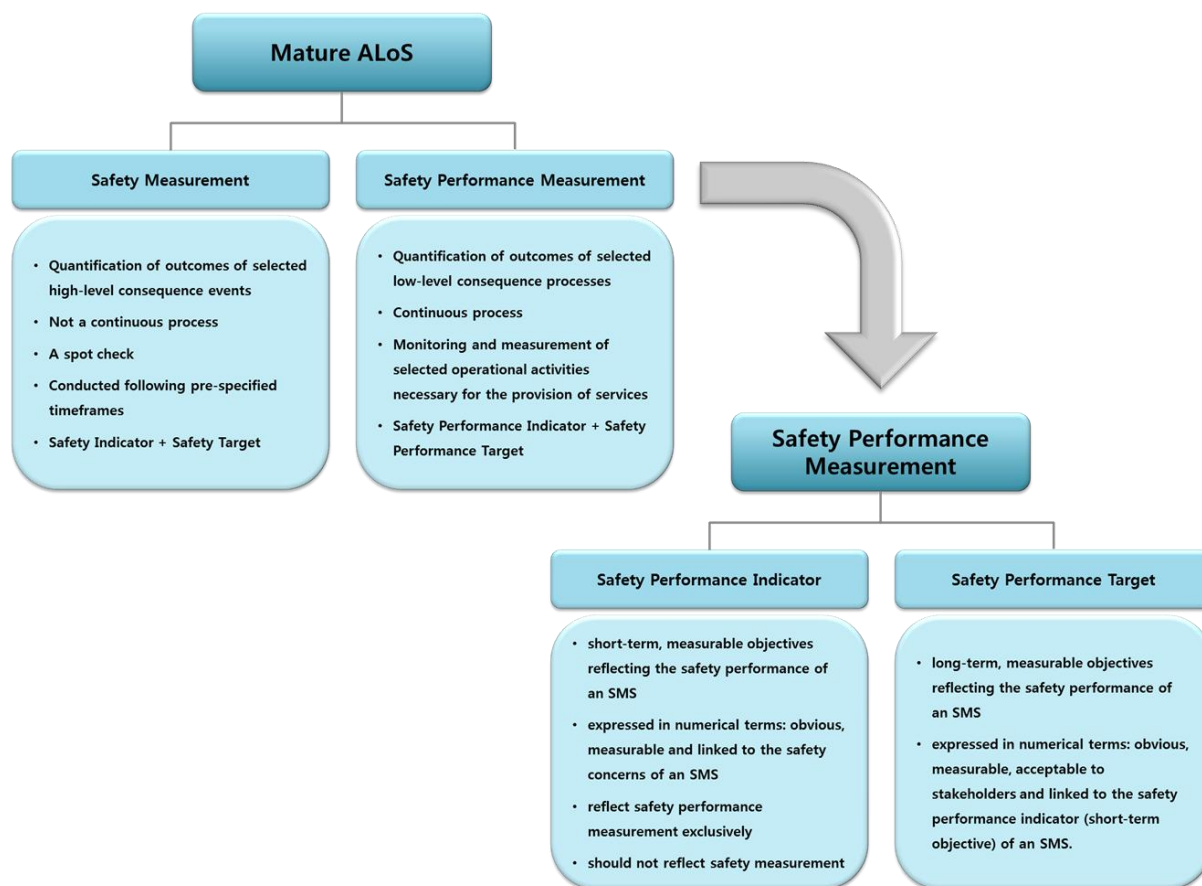 Mature ALoS
Safety Measurement
• Quantification of outcomes of selected
high-level consequence events
• Not a continuous process
• A spot check
• Conducted following pre-specified
timeframes
• Safety Indicator + Safety Target
Safety Performance Measurement
• Quantification of outcomes of selected
low-level consequence processes
• Continuous process
• Monitoring and measurement of
selected operational activities
necessary for the provision of services
• Safety Performance Indicator + Safety
Performance Target
Safety Performance
Measurement
Safety Performance Indicator
• short-term, measurable objectives
reflecting the safety performance of
an SMS
• expressed in numerical terms: obvious,
measurable and linked to the safety
concerns of an SMS
• reflect safety performance
measurement exclusively
• should not reflect safety measurement
Safety Performance Target
• long-term, measurable objectives
reflecting the safety performance of
an SMS
• expressed in numerical terms: obvious,
measurable, acceptable to
stakeholders and linked to the safety
performance indicator (short-term
objective) of an SMS.